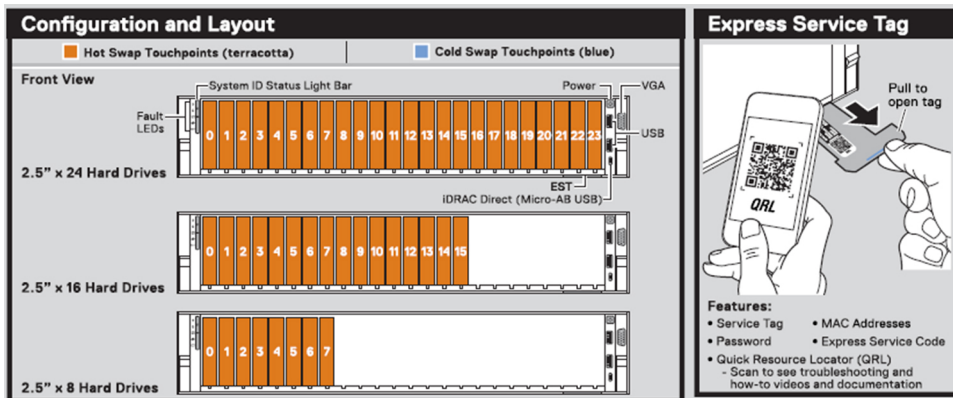 Configuration and Layout
Hot Swap Touchpoints (terracotta)
Cold Swap Touchpoints (blue)
Front View
System ID Status Light Bar
Power
VGA
Fault
LEDs
0 1 2 3 4 5 6 7 8 9 10 11 12 13 14 15 16 17 18 19 20 21 22 23
USB
2.5” x 24 Hard Drives
EST
iDRAC Direct (Micro-AB USB)
0 1 2 3 4 5 6 7 8 9 10 11 12 13 14 15
2.5” x 16 Hard Drives
0 1 2 3 4 5 6 7
2.5” x 8 Hard Drives
Express Service Tag
Pull to
open tag
QRL
Features:
• Service Tag
• MAC Addresses
• Password
• Express Service Code
• Quick Resource Locator (QRL)
- Scan to see troubleshooting and
how-to videos and documentation